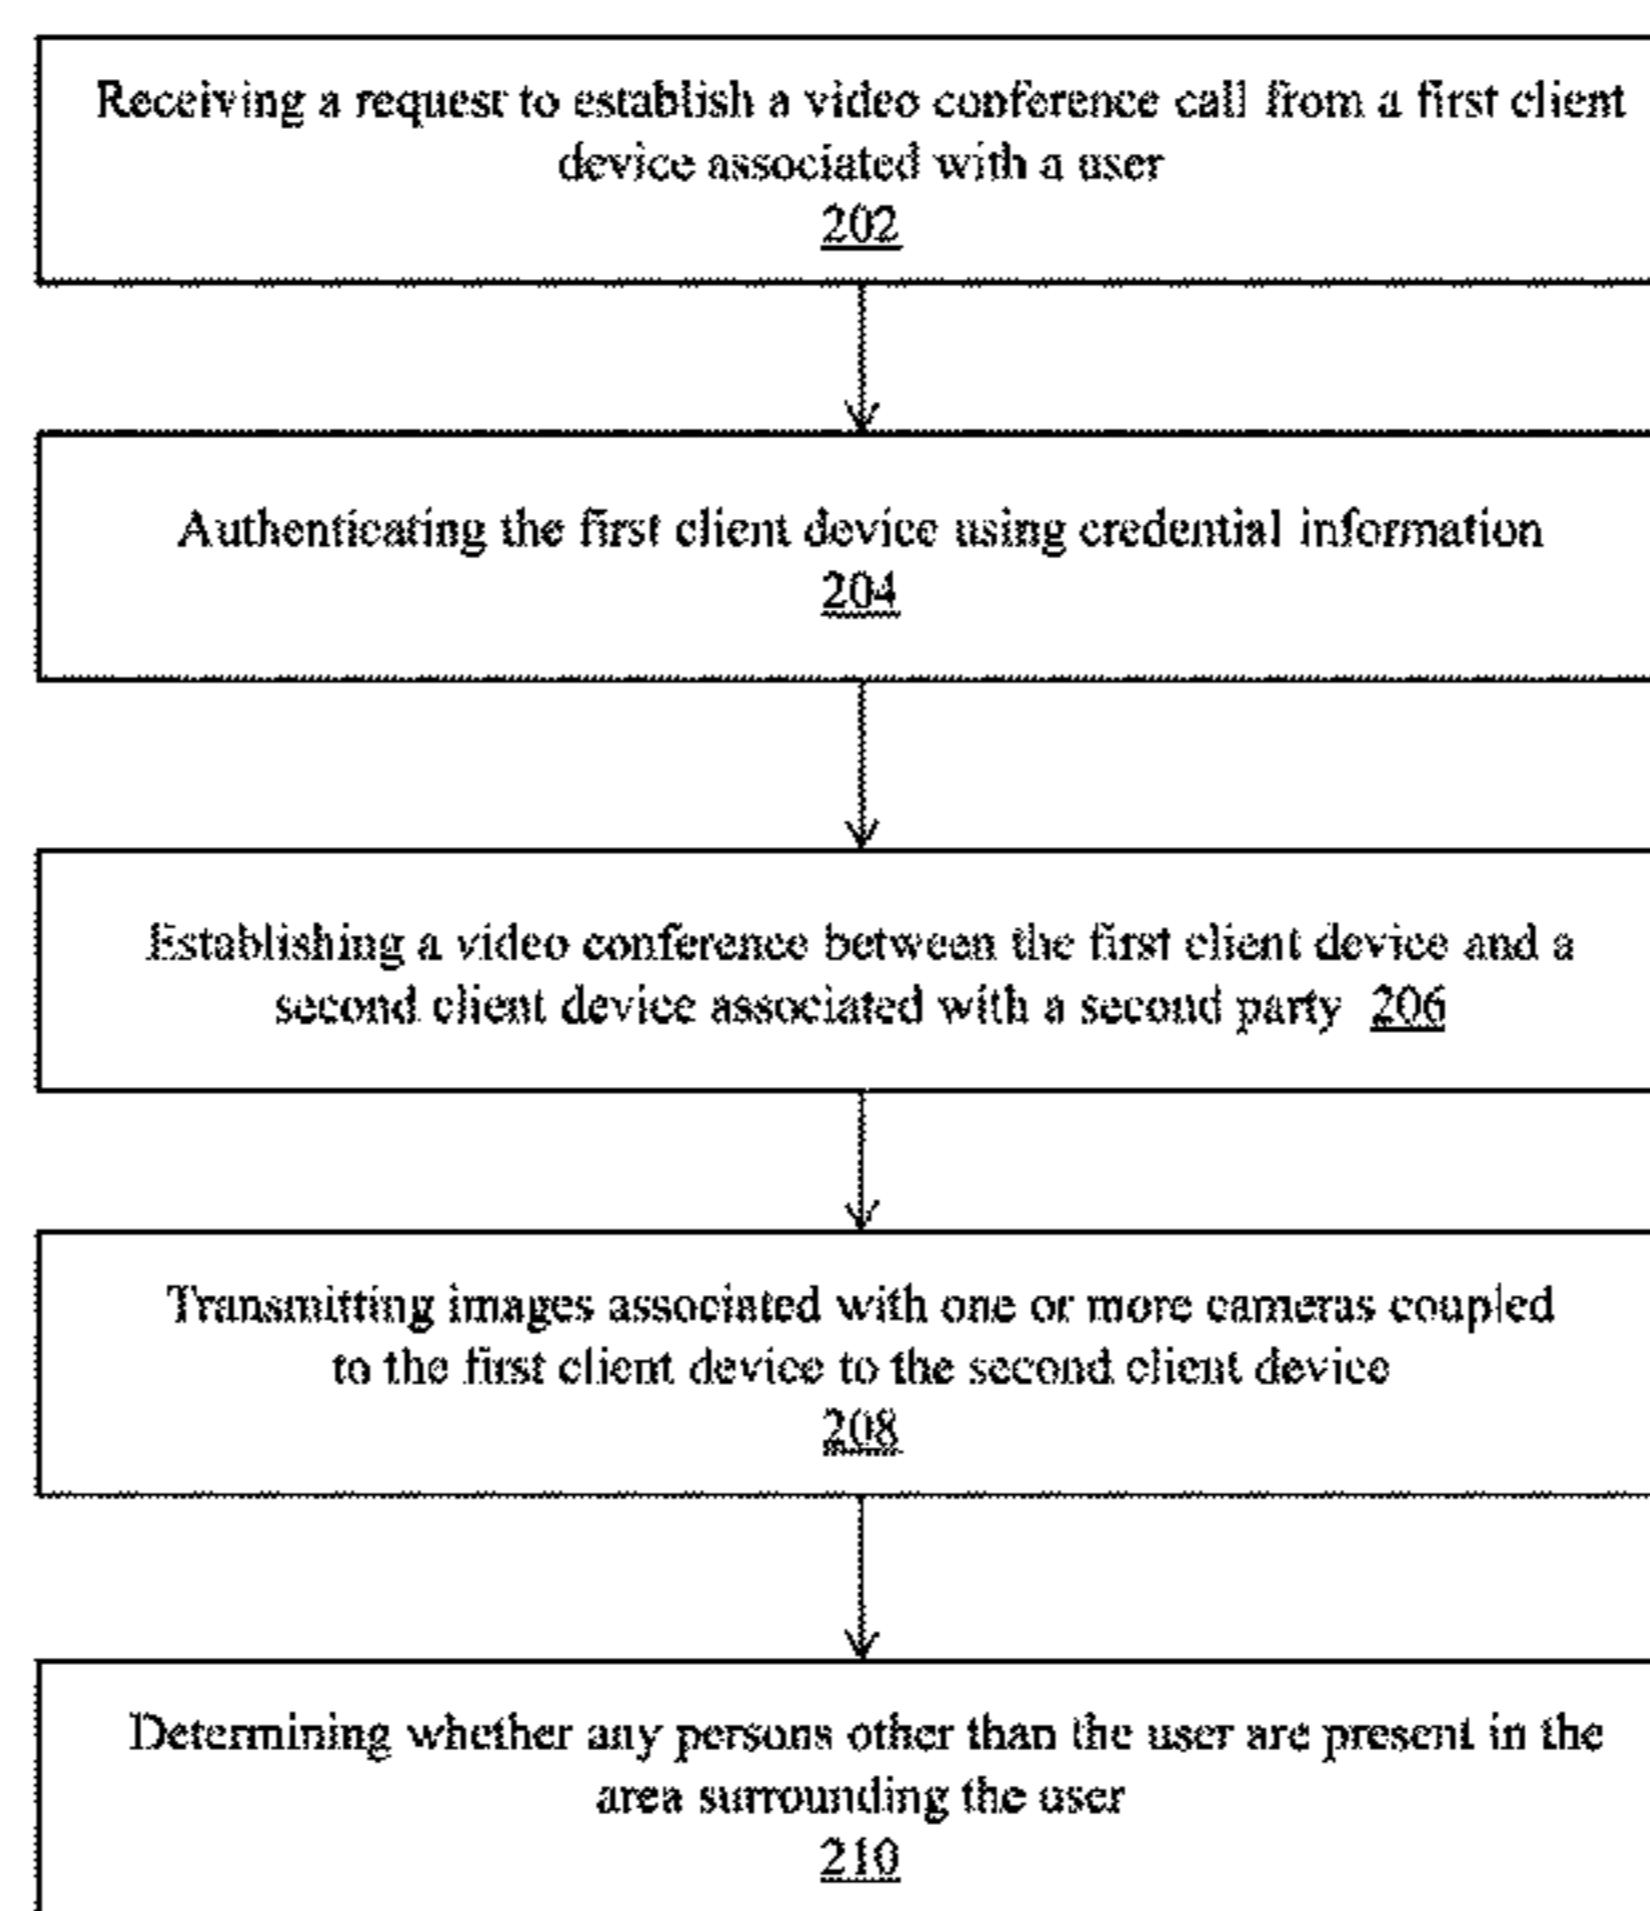 Receiving a request to establish a video conference call from a first client
device associated with a user
202
Authenticating the first client device using credential information
204
Establishing a video conference between the first client device and a
second client device associated with a second party 206
Transmitting images associated with one or more cameras coupled
to the first client device to the second client device
208
Determining whether any persons other than the user are present in the
area surrounding the user
210